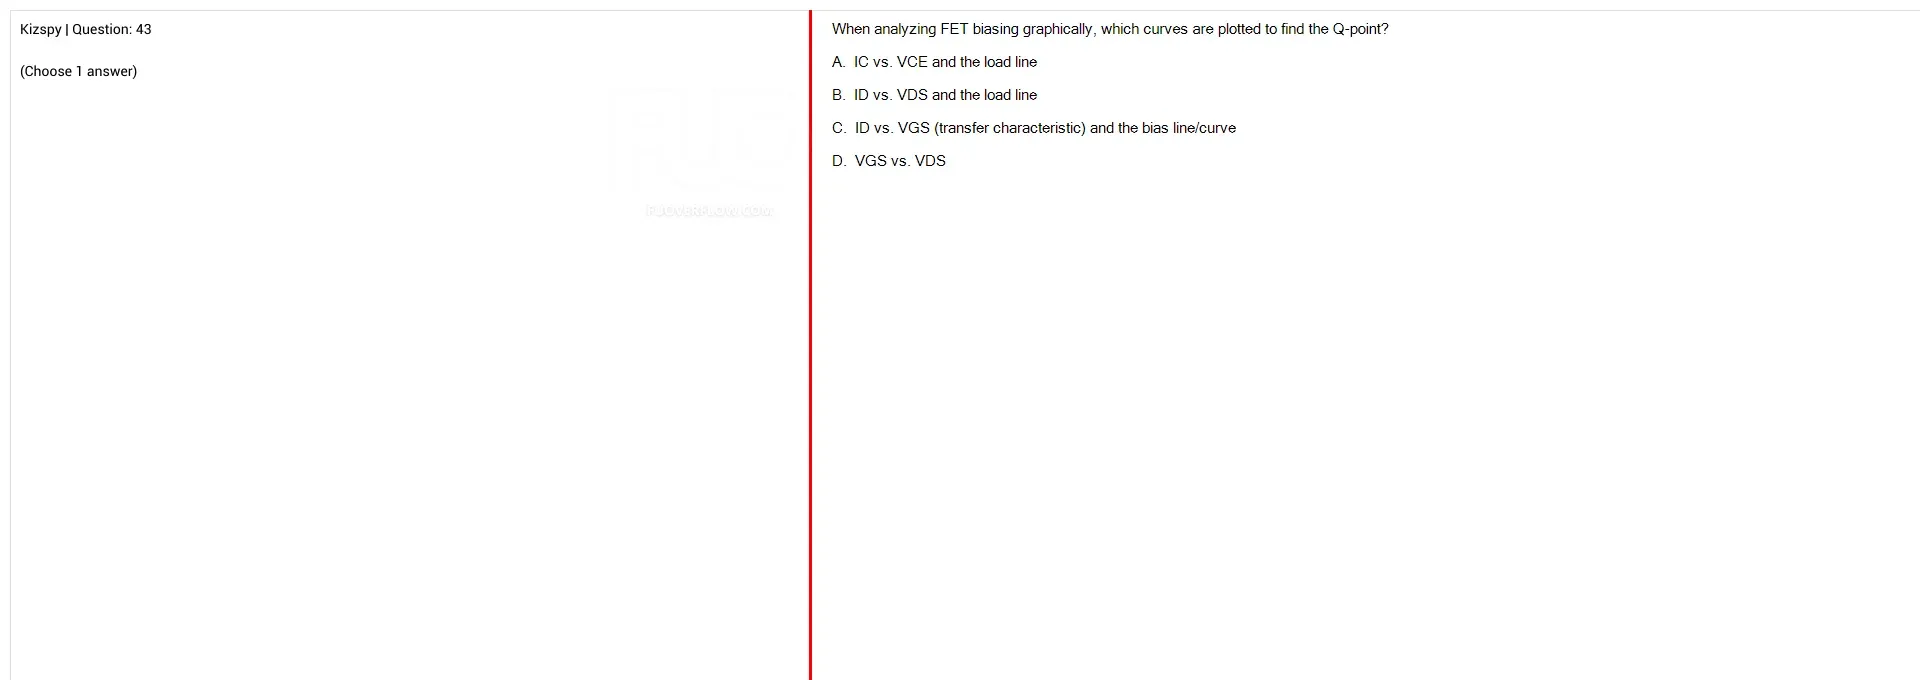 Kizspy | Question: 43
(Choose 1 answer)
FUOVERFLOW.COM
When analyzing FET biasing graphically, which curves are plotted to find the Q-point?
A. IC vs. VCE and the load line
B. ID vs. VDS and the load line
C. ID vs. VGS (transfer characteristic) and the bias line/curve
D. VGS vs. VDS